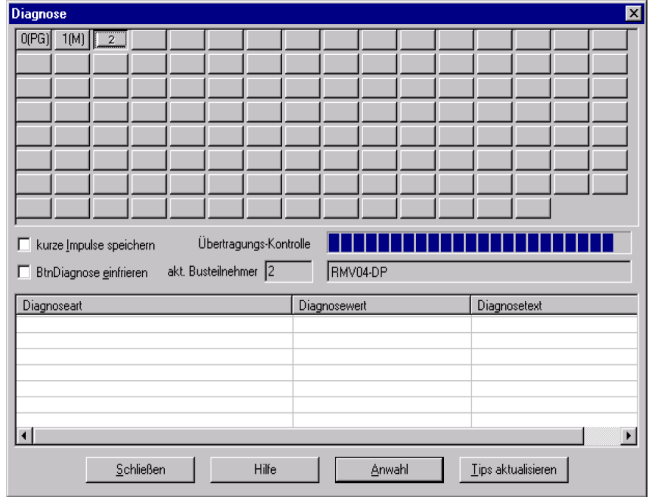 Diagnose
0(PG) 1(M) 2
kurze Impulse speichern Übertragungs-Kontrolle
BtnDiagnose einfrieren akt. Busteilnehmer 2 RMV04-DP
Diagnoseart Diagnosewert Diagnosetext
Schließen Hilfe Anwahl Tips aktualisieren